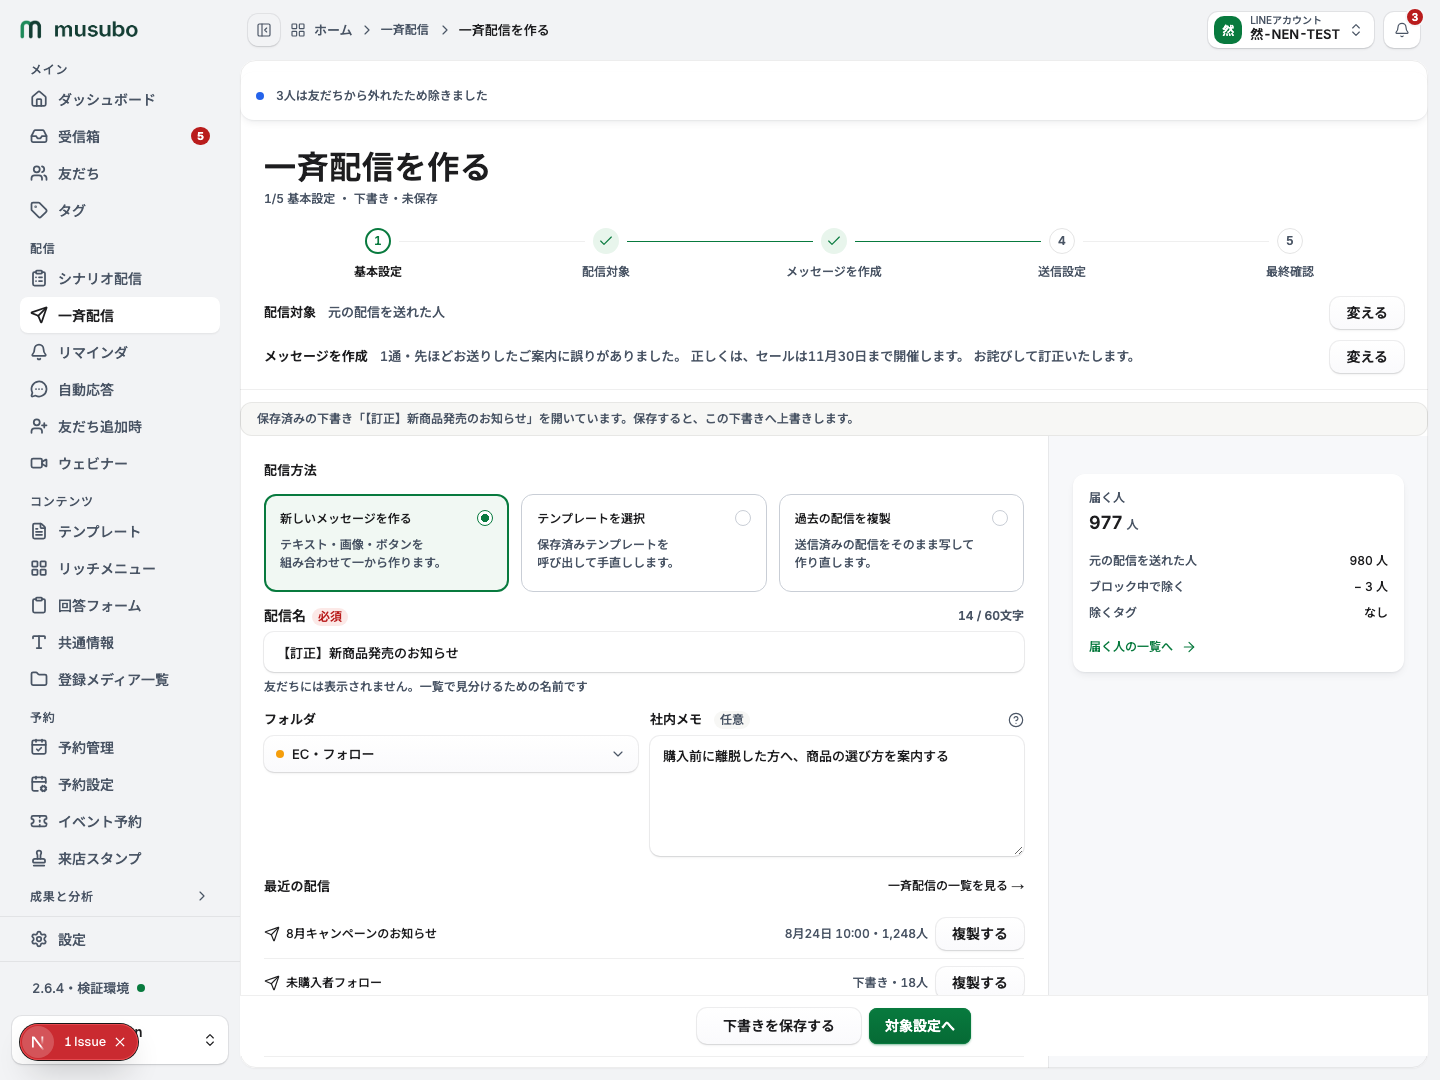 musubo
メイン
ダッシュボード
受信箱
5
友だち
タグ
配信
シナリオ配信
一斉配信
リマインダ
自動応答
友だち追加時
ウェビナー
コンテンツ
テンプレート
リッチメニュー
回答フォーム
共通情報
登録メディア一覧
予約
予約管理
予約設定
イベント予約
来店スタンプ
成果と分析
設定
2.6.4・検証環境
N 1 Issue
n
ホーム
一斉配信
一斉配信を作る
然
LINEアカウント
然-NEN-TEST
3
3人は友だちから外れたため除きました
一斉配信を作る
1/5 基本設定 ・ 下書き・未保存
1
基本設定
配信対象
メッセージを作成
4
送信設定
5
最終確認
配信対象 元の配信を送れた人
変える
メッセージを作成 1通・先ほどお送りしたご案内に誤りがありました。 正しくは、セールは11月30日まで開催します。 お詫びして訂正いたします。
変える
保存済みの下書き「【訂正】新商品発売のお知らせ」を開いています。保存すると、この下書きへ上書きします。
配信方法
新しいメッセージを作る
テキスト・画像・ボタンを
組み合わせて一から作ります。
テンプレートを選択
保存済みテンプレートを
呼び出して手直しします。
過去の配信を複製
送信済みの配信をそのまま写して
作り直します。
配信名 必須
14 / 60文字
【訂正】新商品発売のお知らせ
友だちには表示されません。一覧で見分けるための名前です
フォルダ
EC・フォロー
社内メモ 任意
購入前に離脱した方へ、商品の選び方を案内する
最近の配信
一斉配信の一覧を見る →
8月キャンペーンのお知らせ
8月24日 10:00・1,248人
複製する
未購入者フォロー
下書き・18人
複製する
下書きを保存する
対象設定へ
届く人
977 人
元の配信を送れた人 980 人
ブロック中で除く − 3 人
除くタグ なし
届く人の一覧へ →